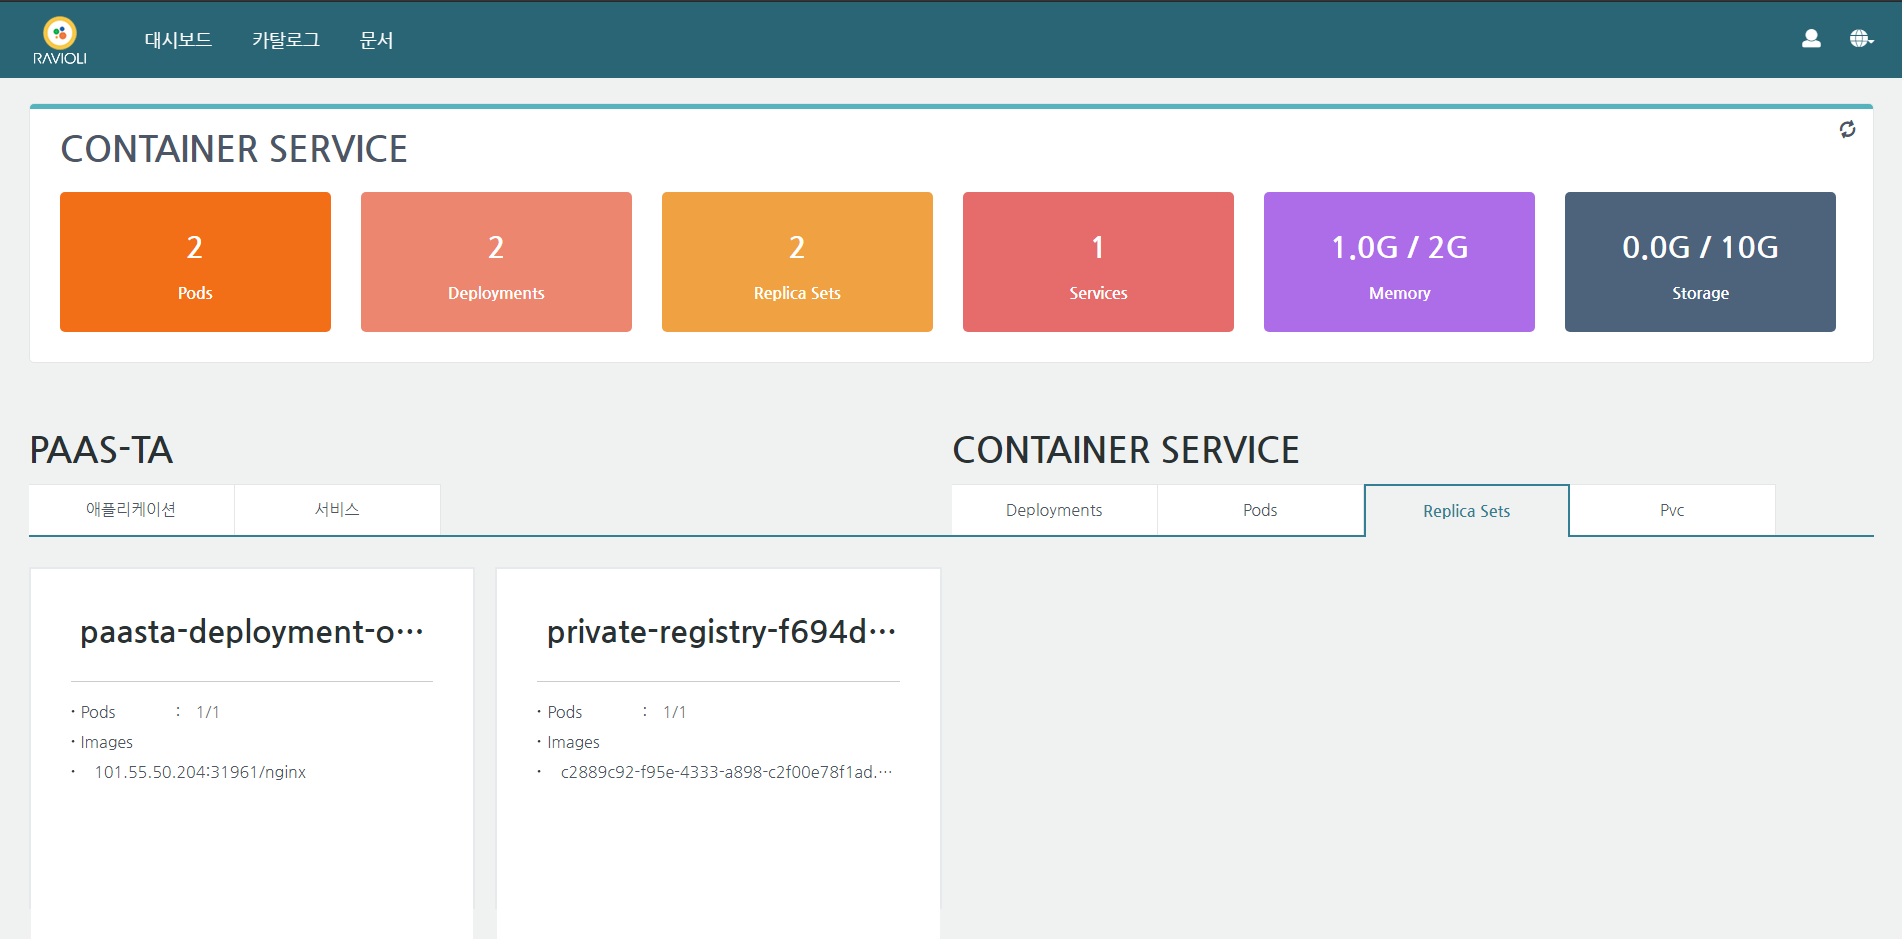 RAVIOLI
대시보드 카탈로그 문서
CONTAINER SERVICE
2 2 2 1 1.0G / 2G 0.0G / 10G
Pods Deployments Replica Sets Services Memory Storage
PAAS-TA CONTAINER SERVICE
애플리케이션 서비스 Deployments Pods Replica Sets Pvc
paasta-deployment-o···
· Pods : 1/1
· Images
· 101.55.50.204:31961/nginx
private-registry-f694d···
· Pods : 1/1
· Images
· c2889c92-f95e-4333-a898-c2f00e78f1ad.···